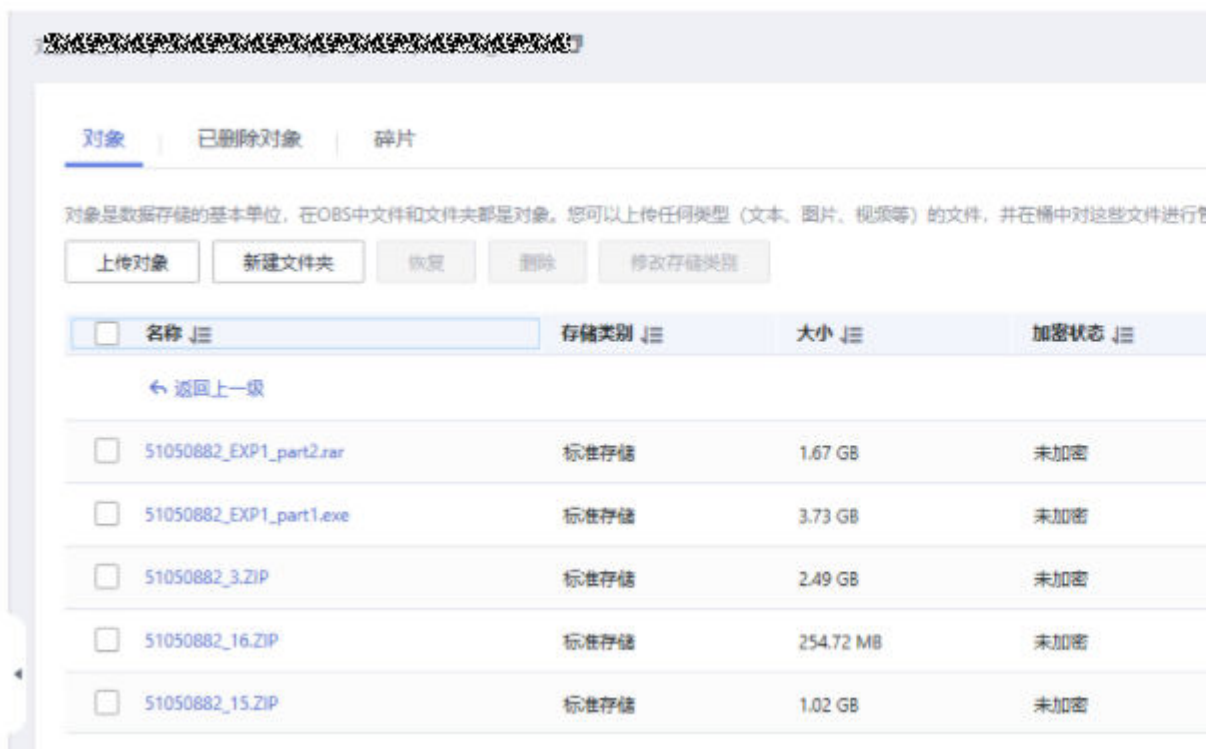 对象 已删除对象 碎片
对象是数据存储的基本单位，在OBS中文件和文件夹都是对象。您可以上传任何类型（文本、图片、视频等）的文件，并在桶中对这些文件进行管
上传对象 新建文件夹 恢复 删除 修改存储类别
名称 存储类别 大小 加密状态
返回上一级
51050882_EXP1_part2.rar 标准存储 1.67 GB 未加密
51050882_EXP1_part1.exe 标准存储 3.73 GB 未加密
51050882_3.ZIP 标准存储 2.49 GB 未加密
51050882_16.ZIP 标准存储 254.72 MB 未加密
51050882_15.ZIP 标准存储 1.02 GB 未加密